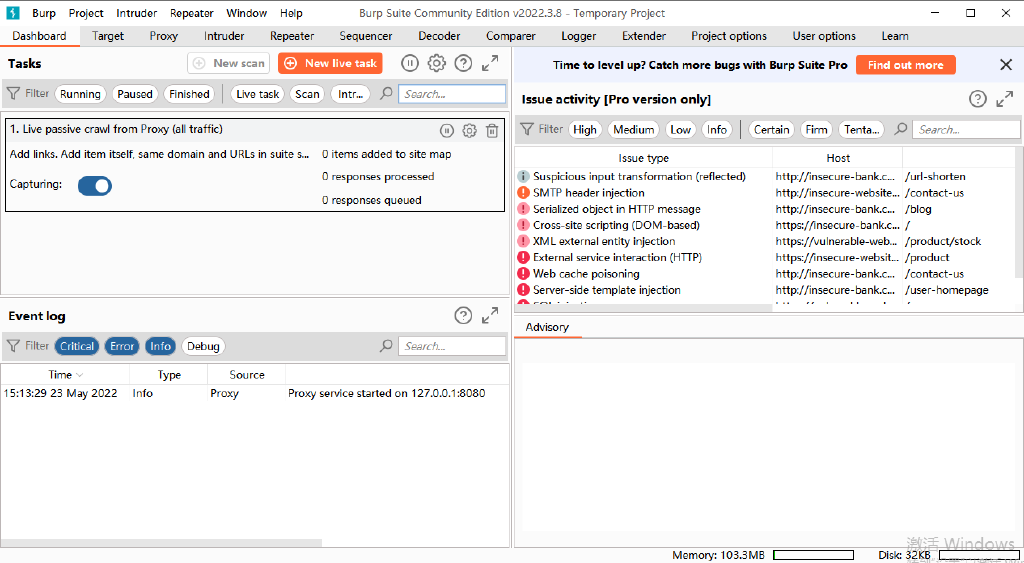 Burp Project Intruder Repeater Window Help Burp Suite Community Edition v2022.3.8 - Temporary Project
Dashboard Target Proxy Intruder Repeater Sequencer Decoder Comparer Logger Extender Project options User options Learn
Tasks New scan New live task
Filter Running Paused Finished Live task Scan Intr... Search...
1. Live passive crawl from Proxy (all traffic)
Add links. Add item itself, same domain and URLs in suite s... 0 items added to site map
Capturing: 0 responses processed
0 responses queued
Event log
Filter Critical Error Info Debug Search...
Time Type Source
15:13:29 23 May 2022 Info Proxy Proxy service started on 127.0.0.1:8080
Time to level up? Catch more bugs with Burp Suite Pro Find out more
Issue activity [Pro version only]
Filter High Medium Low Info Certain Firm Tenta... Search...
Issue type Host
Suspicious input transformation (reflected) http://insecure-bank.c... /url-shorten
SMTP header injection http://insecure-website... /contact-us
Serialized object in HTTP message http://insecure-bank.c... /blog
Cross-site scripting (DOM-based) http://insecure-bank.c... /
XML external entity injection https://vulnerable-web... /product/stock
External service interaction (HTTP) https://insecure-websit... /product
Web cache poisoning http://insecure-bank.c... /contact-us
Server-side template injection http://insecure-bank.c... /user-homepage
Advisory
激活 Windows
Memory: 103.3MB Disk: 32KB